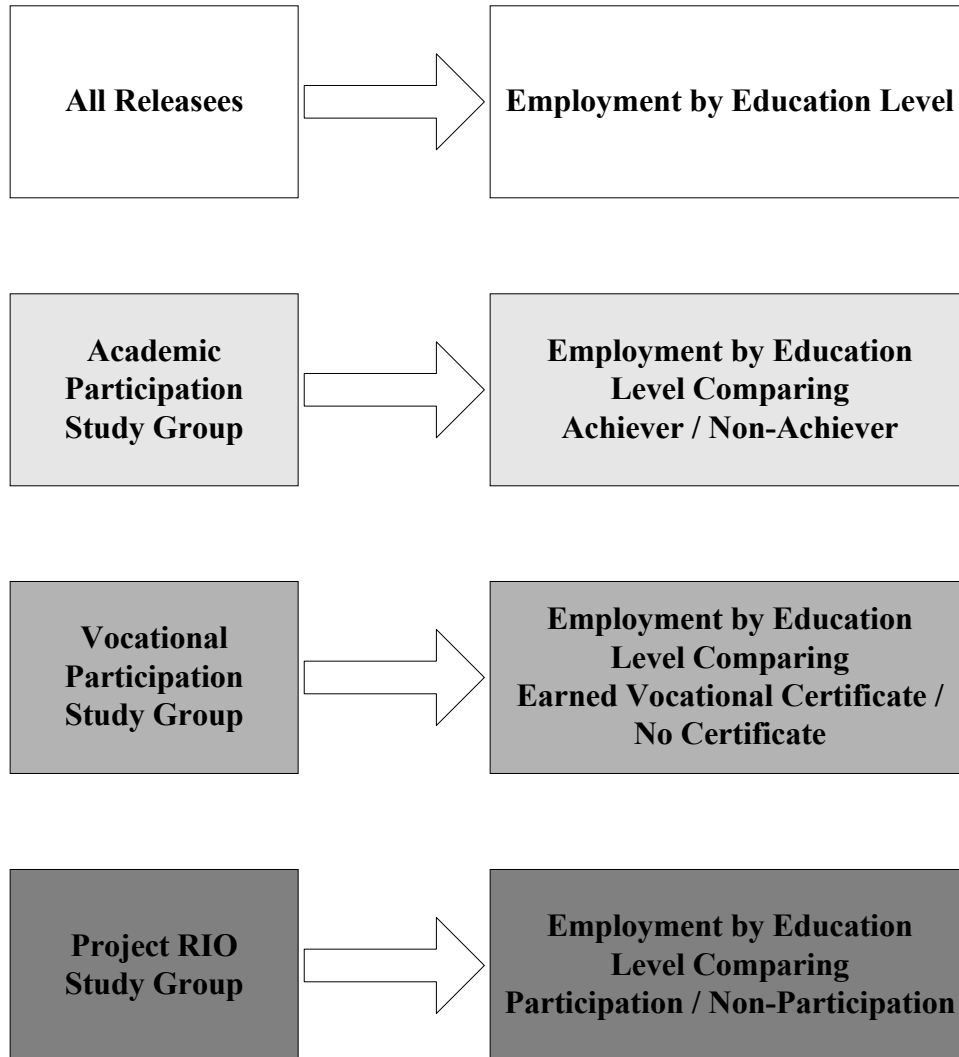 All Releasees
Employment by Education Level
Academic
Participation
Study Group
Employment by Education
Level Comparing
Achiever / Non-Achiever
Vocational
Participation
Study Group
Employment by Education
Level Comparing
Earned Vocational Certificate /
No Certificate
Project RIO
Study Group
Employment by Education
Level Comparing
Participation / Non-Participation